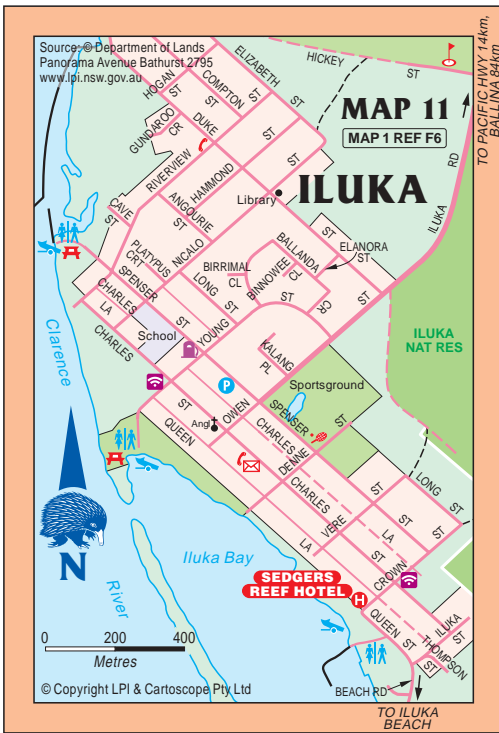 Source: © Department of Lands
Panorama Avenue Bathurst 2795
www.lpi.nsw.gov.au
HICKEY
ST
TO PACIFIC HWY 14km,
BALLINA 84km
MAP 11
MAP 1 REF F6
ILUKA
ILUKA
RD
ELIZABETH
ST
COMPTON
ST
HOGAN
ST
GUNDAROO
CR
DUKE
ST
RIVERVIEW
HAMMOND
ST
ANGOURIE
ST
Library
CAVE
ST
PLATYPUS
CRT
NICALO
ST
BALLANDA
CR
ELANORA
ST
BIRRIMAL
CL
BINNOWEE
CL
SPENSER
ST
LONG
ST
ST
CHARLES
LA
YOUNG
ST
School
CHARLES
ST
KALANG
PL
ILUKA
NAT RES
Clarence
P
Sportsground
OWEN
SPENSER
ST
Angl
QUEEN
CHARLES
DENNE
ST
CHARLES
LA
VERE
ST
LONG
ST
ST
ST
LA
ST
CROWN
Iluka Bay
N
River
SEDGERS
REEF HOTEL
H
QUEEN
ST
ILUKA
ST
THOMPSON
ST
0 200 400
Metres
BEACH RD
© Copyright LPI & Cartoscope Pty Ltd
TO ILUKA
BEACH